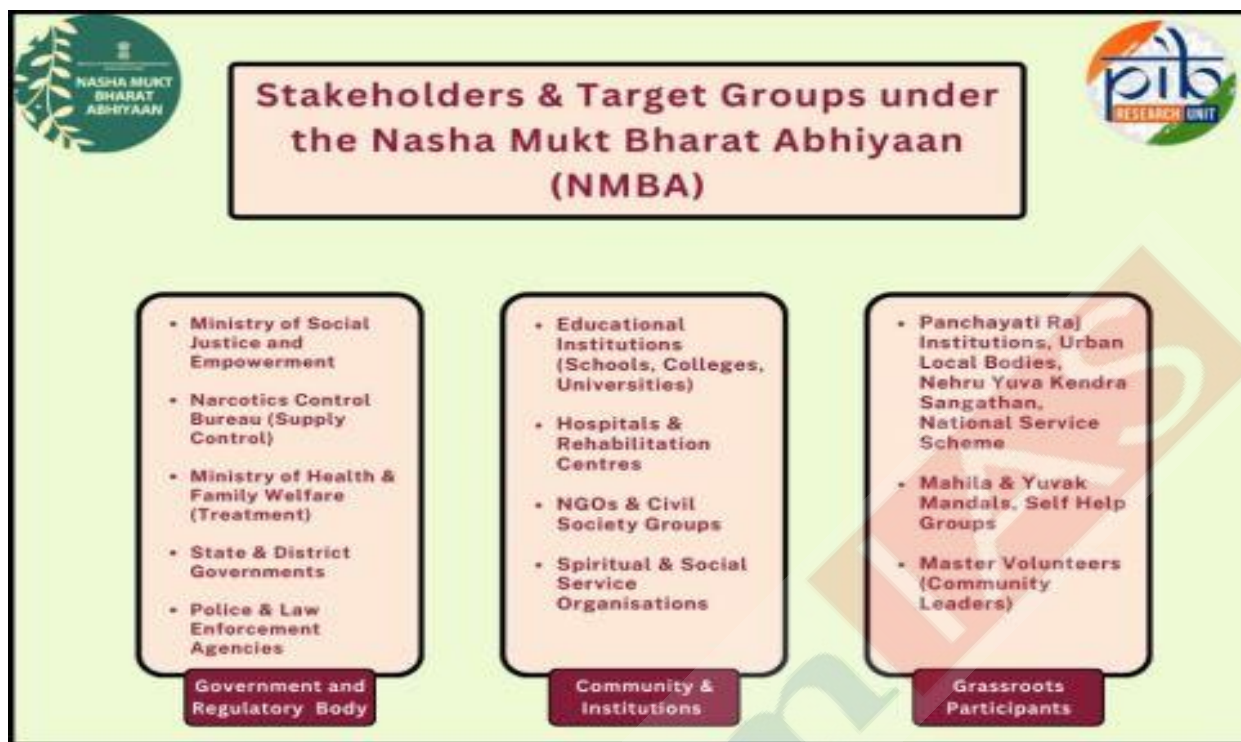 NASHA MUKT
BHARAT
ABHIYAAN
pib
RESEARCH UNIT
Stakeholders & Target Groups under
the Nasha Mukt Bharat Abhiyaan
(NMBA)
• Ministry of Social
Justice and
Empowerment
• Narcotics Control
Bureau (Supply
Control)
• Ministry of Health &
Family Welfare
(Treatment)
• State & District
Governments
• Police & Law
Enforcement
Agencies
Government and
Regulatory Body
• Educational
Institutions
(Schools, Colleges,
Universities)
• Hospitals &
Rehabilitation
Centres
• NGOs & Civil
Society Groups
• Spiritual & Social
Service
Organisations
Community &
Institutions
• Panchayati Raj
Institutions, Urban
Local Bodies,
Nehru Yuva Kendra
Sangathan,
National Service
Scheme
• Mahila & Yuvak
Mandals, Self Help
Groups
• Master Volunteers
(Community
Leaders)
Grassroots
Participants